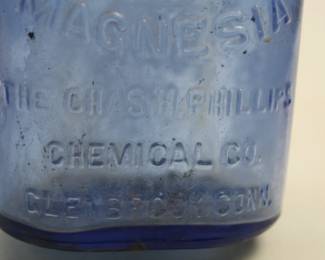 MAGNESIA
THE CHAS. H. PHILLIPS
CHEMICAL CO.
GLENBROOK, CONN.